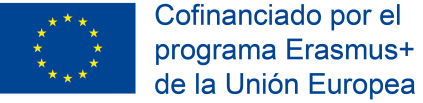 Cofinanciado por el
programa Erasmus+
de la Unión Europea